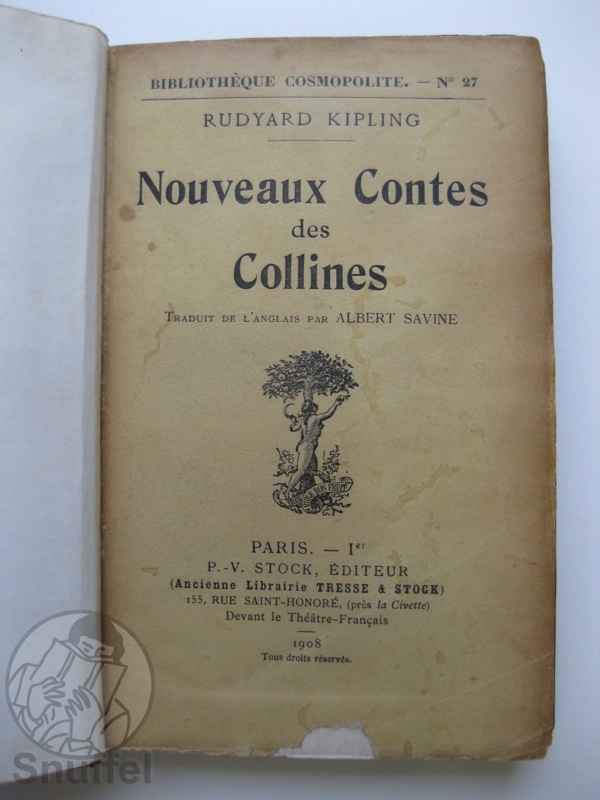 BIBLIOTHÈQUE COSMOPOLITE. — Nº 27
RUDYARD KIPLING
Nouveaux Contes
des
Collines
TRADUIT DE L'ANGLAIS PAR ALBERT SAVINE
PARIS. — Iᵉʳ
P.-V. STOCK, ÉDITEUR
(Ancienne Librairie TRESSE & STOCK)
155, RUE SAINT-HONORÉ, (près la Civette)
Devant le Théâtre-Français
1908
Tous droits réservés.
Snuffel